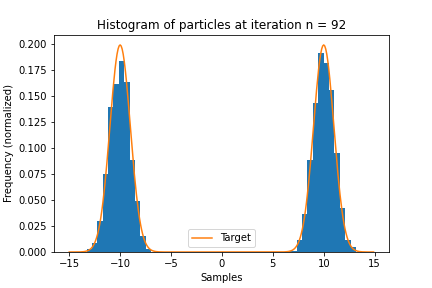 Histogram of particles at iteration n = 92
Frequency (normalized)
0.200
0.175
0.150
0.125
0.100
0.075
0.050
0.025
0.000
Target
−15 −10 −5 0 5 10 15
Samples